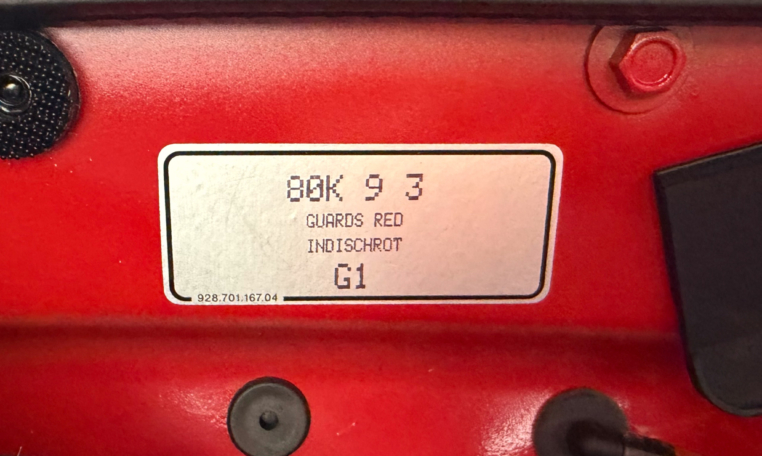 80K 9 3
GUARDS RED
INDISCHROT
G1
928.701.167.04